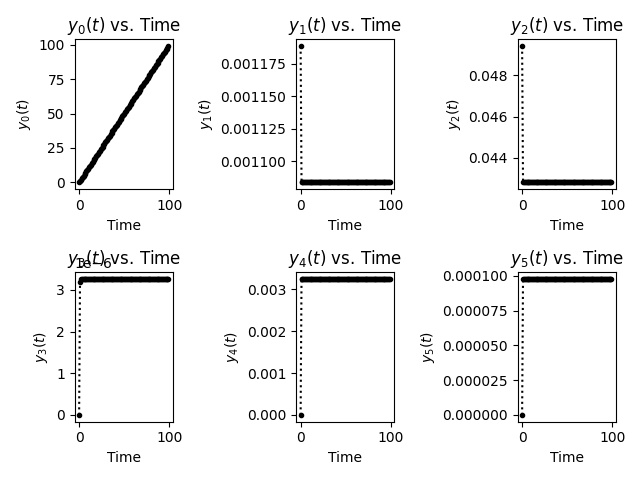 y₀(t) vs. Time
y₁(t) vs. Time
y₂(t) vs. Time
y₀(t)
100
75
50
25
0
0 100
Time
y₁(t)
0.001175
0.001150
0.001125
0.001100
0 100
Time
y₂(t)
0.048
0.046
0.044
0 100
Time
y₃(t) vs. Time
1e−6
y₄(t) vs. Time
y₅(t) vs. Time
y₃(t)
3
2
1
0
0 100
Time
y₄(t)
0.003
0.002
0.001
0.000
0 100
Time
y₅(t)
0.000100
0.000075
0.000050
0.000025
0.000000
0 100
Time